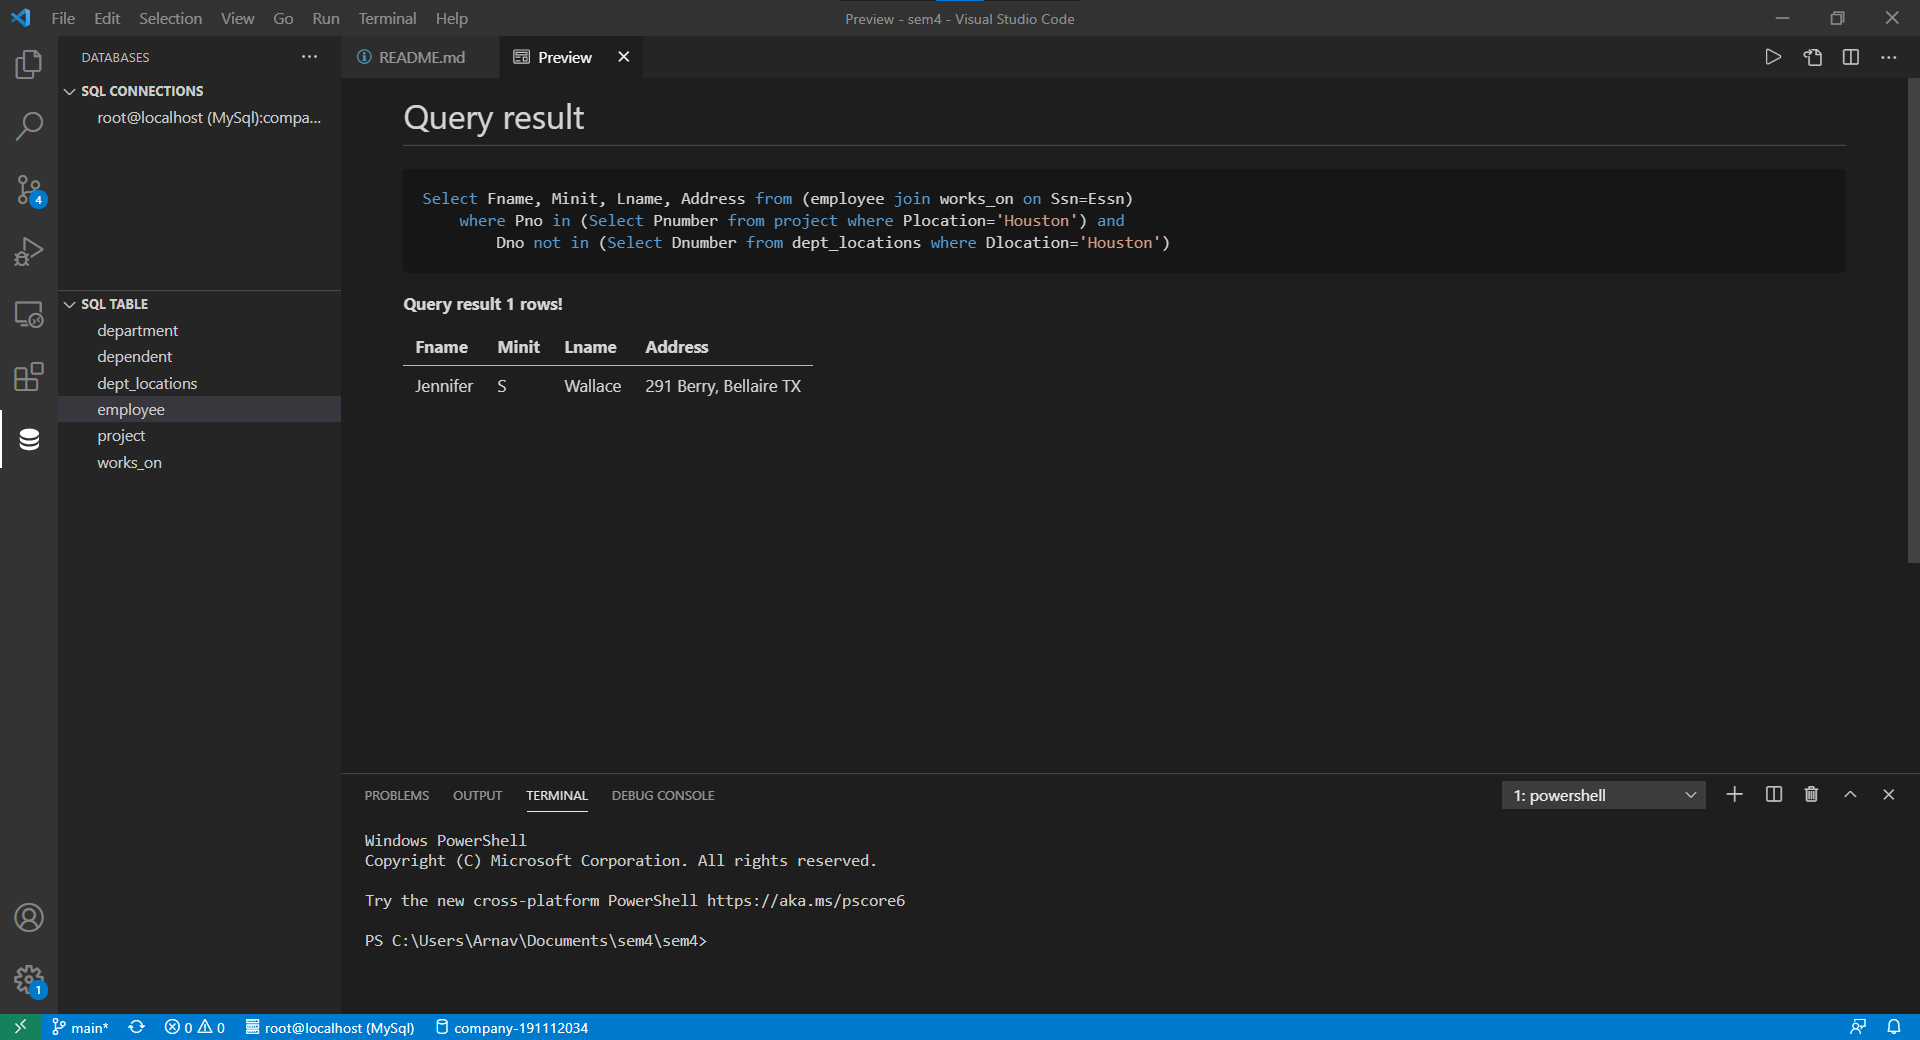 File Edit Selection View Go Run Terminal Help
Preview - sem4 - Visual Studio Code
DATABASES
README.md
Preview
SQL CONNECTIONS
root@localhost (MySql):compa...
4
SQL TABLE
department
dependent
dept_locations
employee
project
works_on
Query result
Select Fname, Minit, Lname, Address from (employee join works_on on Ssn=Essn)
where Pno in (Select Pnumber from project where Plocation='Houston') and
Dno not in (Select Dnumber from dept_locations where Dlocation='Houston')
Query result 1 rows!
Fname Minit Lname Address
Jennifer S Wallace 291 Berry, Bellaire TX
PROBLEMS OUTPUT TERMINAL DEBUG CONSOLE
1: powershell
Windows PowerShell
Copyright (C) Microsoft Corporation. All rights reserved.
Try the new cross-platform PowerShell https://aka.ms/pscore6
PS C:\Users\Arnav\Documents\sem4\sem4>
1
main* 0 0 root@localhost (MySql) company-191112034